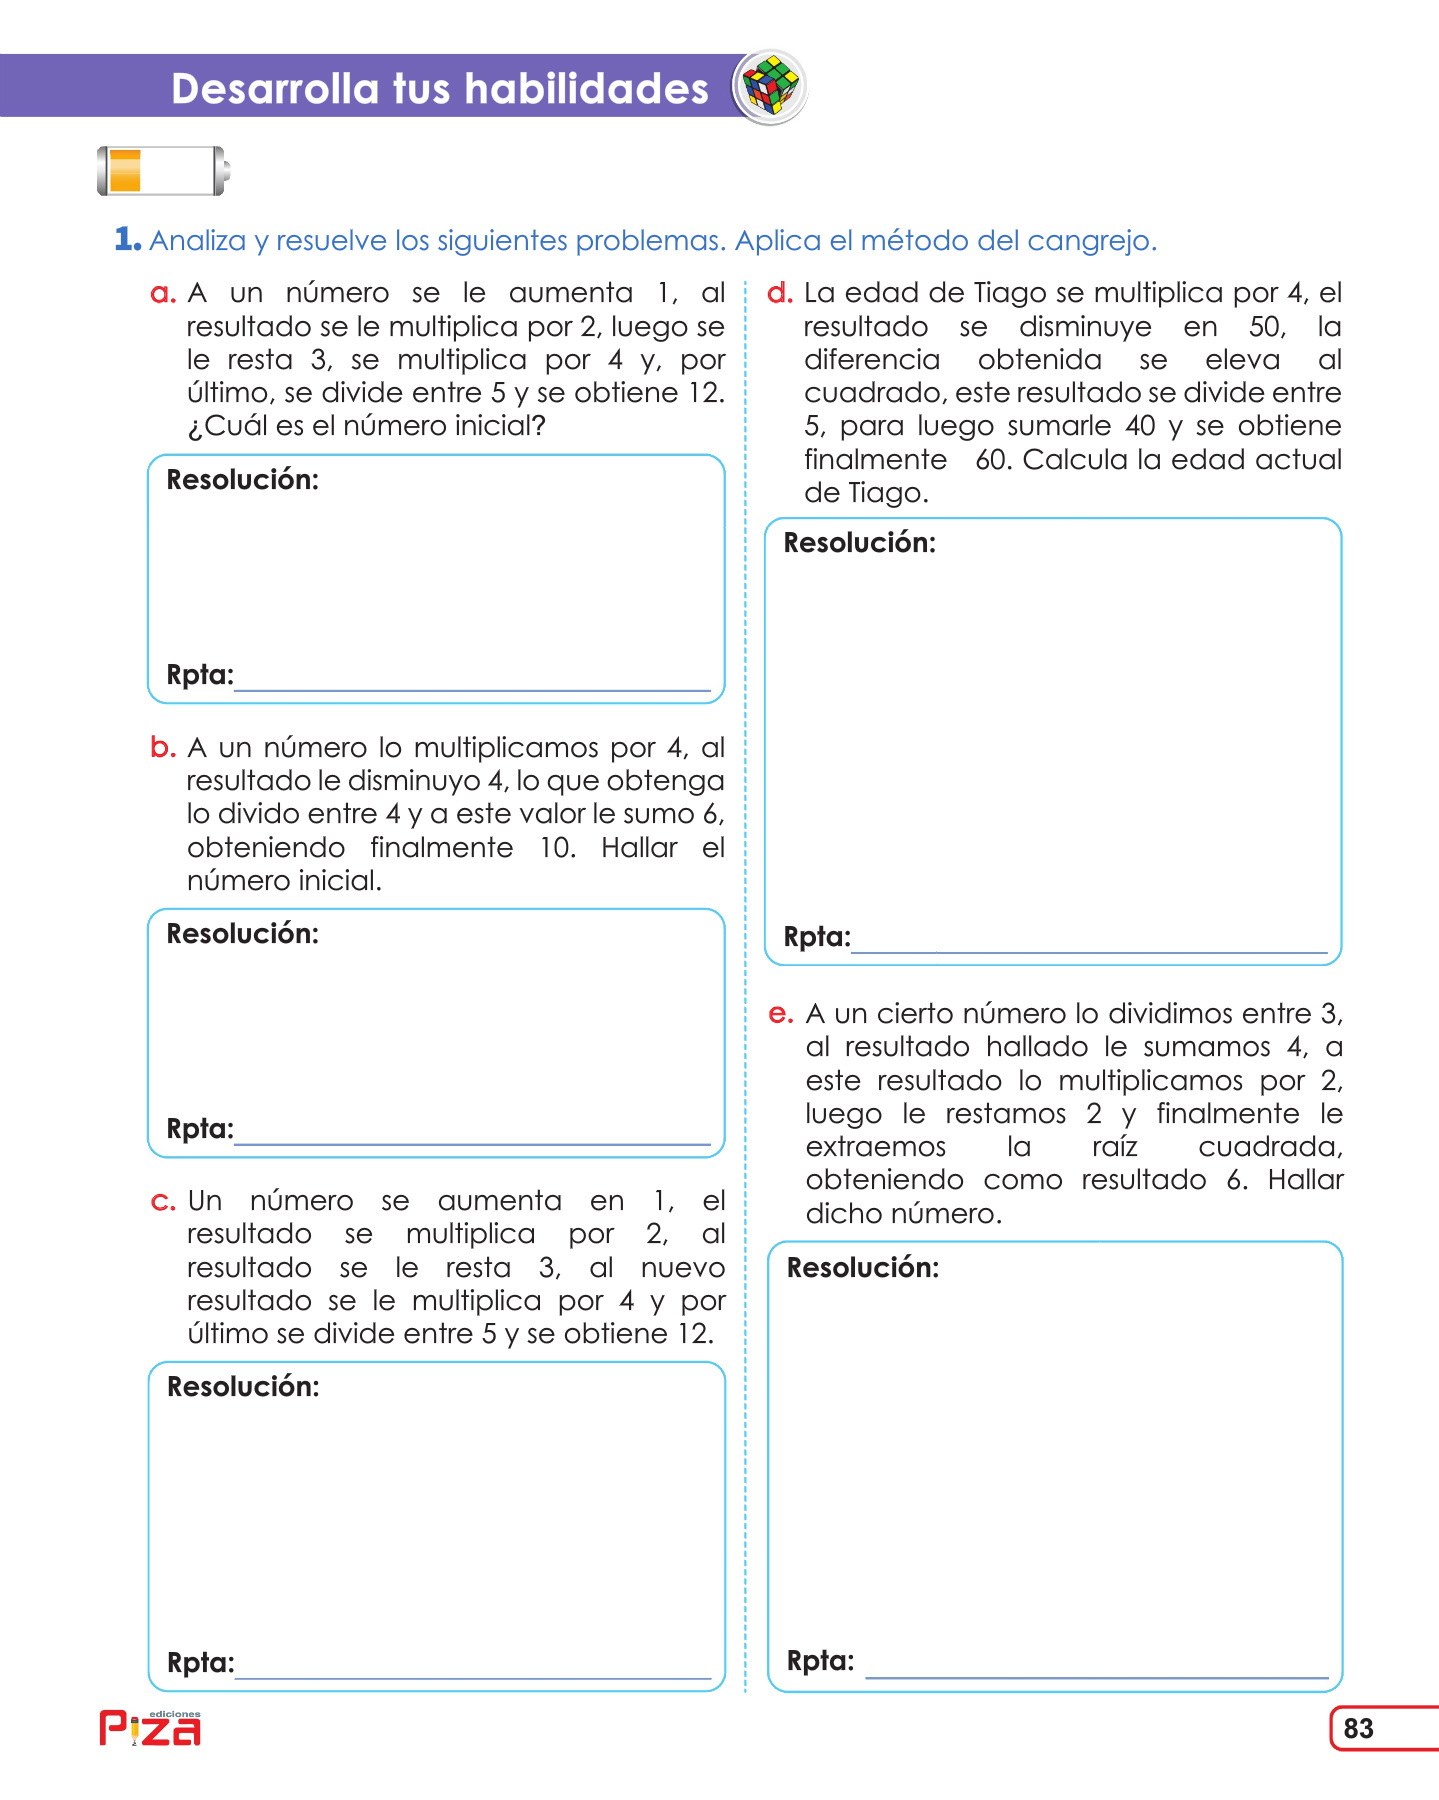 Desarrolla tus habilidades
1. Analiza y resuelve los siguientes problemas. Aplica el método del cangrejo.
a. A un número se le aumenta 1, al
resultado se le multiplica por 2, luego se
le resta 3, se multiplica por 4 y, por
último, se divide entre 5 y se obtiene 12.
¿Cuál es el número inicial?
Resolución:
Rpta:
b. A un número lo multiplicamos por 4, al
resultado le disminuyo 4, lo que obtenga
lo divido entre 4 y a este valor le sumo 6,
obteniendo finalmente 10. Hallar el
número inicial.
Resolución:
Rpta:
c. Un número se aumenta en 1, el
resultado se multiplica por 2, al
resultado se le resta 3, al nuevo
resultado se le multiplica por 4 y por
último se divide entre 5 y se obtiene 12.
Resolución:
Rpta:
d. La edad de Tiago se multiplica por 4, el
resultado se disminuye en 50, la
diferencia obtenida se eleva al
cuadrado, este resultado se divide entre
5, para luego sumarle 40 y se obtiene
finalmente 60. Calcula la edad actual
de Tiago.
Resolución:
Rpta:
e. A un cierto número lo dividimos entre 3,
al resultado hallado le sumamos 4, a
este resultado lo multiplicamos por 2,
luego le restamos 2 y finalmente le
extraemos la raíz cuadrada,
obteniendo como resultado 6. Hallar
dicho número.
Resolución:
Rpta:
ediciones
Piza
83